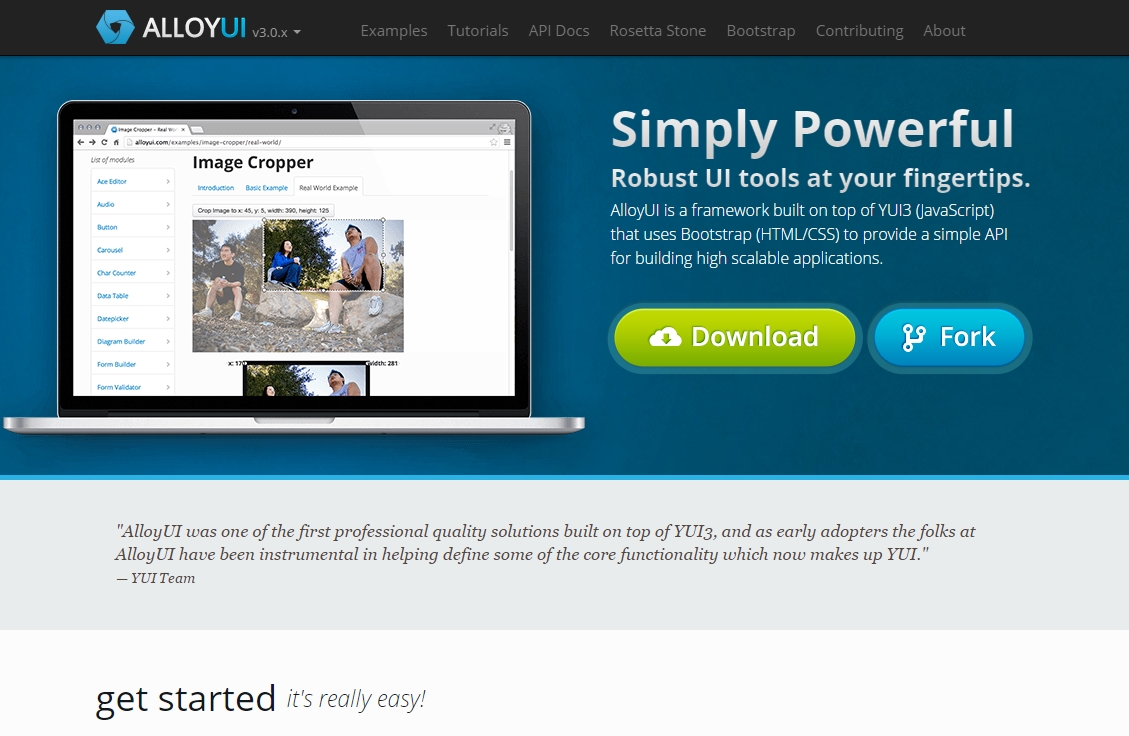 ALLOYUI v3.0.x
Examples Tutorials API Docs Rosetta Stone Bootstrap Contributing About
Image Cropper - Real Wor
alloyui.com/examples/image-cropper/real-world/
List of modules
Ace Editor
Audio
Button
Carousel
Char Counter
Data Table
Datepicker
Diagram Builder
Form Builder
Form Validator
Image Cropper
Introduction Basic Example Real World Example
Crop Image to x: 45, y: 5, width: 390, height: 125
x: 17 width: 281
Simply Powerful
Robust UI tools at your fingertips.
AlloyUI is a framework built on top of YUI3 (JavaScript)
that uses Bootstrap (HTML/CSS) to provide a simple API
for building high scalable applications.
Download Fork
"AlloyUI was one of the first professional quality solutions built on top of YUI3, and as early adopters the folks at
AlloyUI have been instrumental in helping define some of the core functionality which now makes up YUI."
— YUI Team
get started it's really easy!